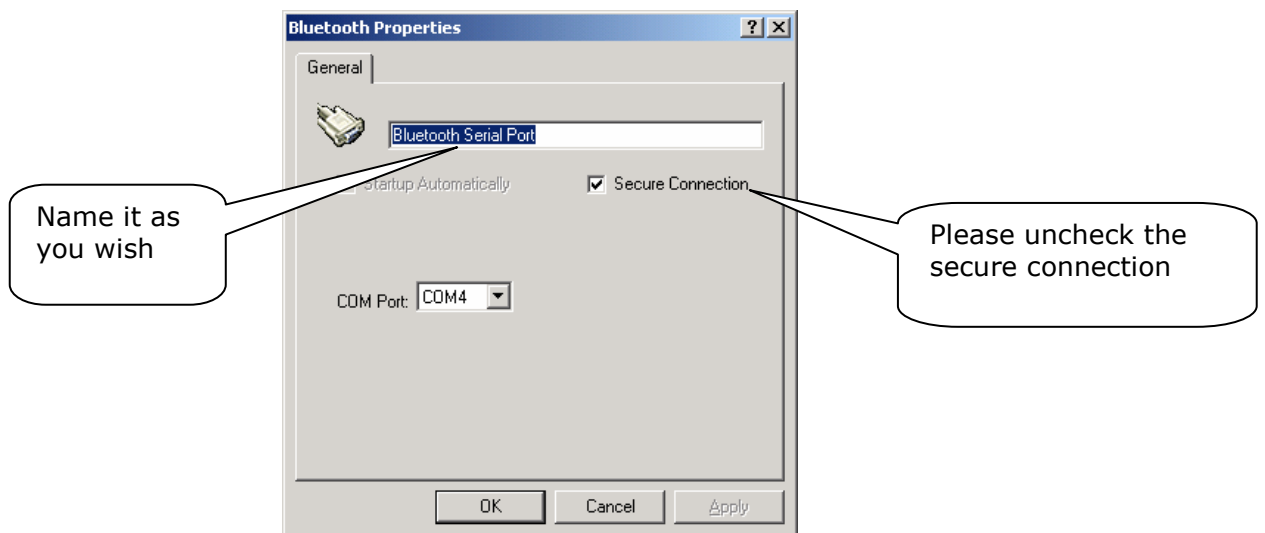 Bluetooth Properties
General
Bluetooth Serial Port
Startup Automatically
Secure Connection
Name it as
you wish
Please uncheck the
secure connection
COM Port: COM4
OK
Cancel
Apply